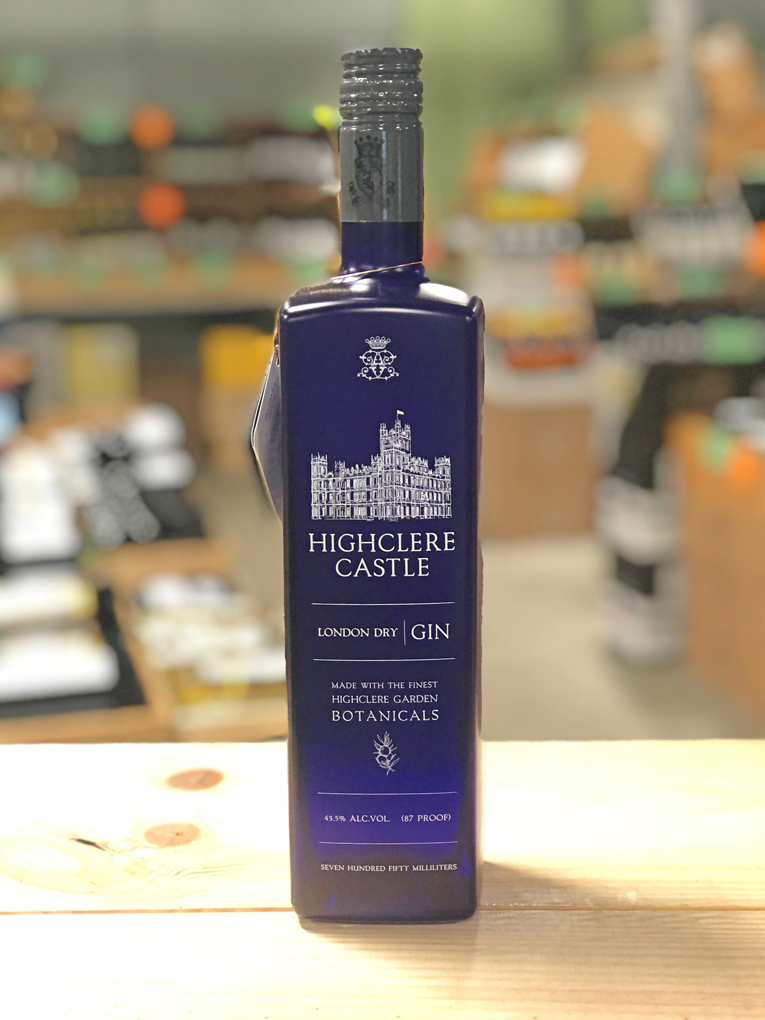 HIGHCLERE
CASTLE
LONDON DRY | GIN
MADE WITH THE FINEST
HIGHCLERE GARDEN
BOTANICALS
43.5% ALC.VOL. (87 PROOF)
SEVEN HUNDRED FIFTY MILLILITERS